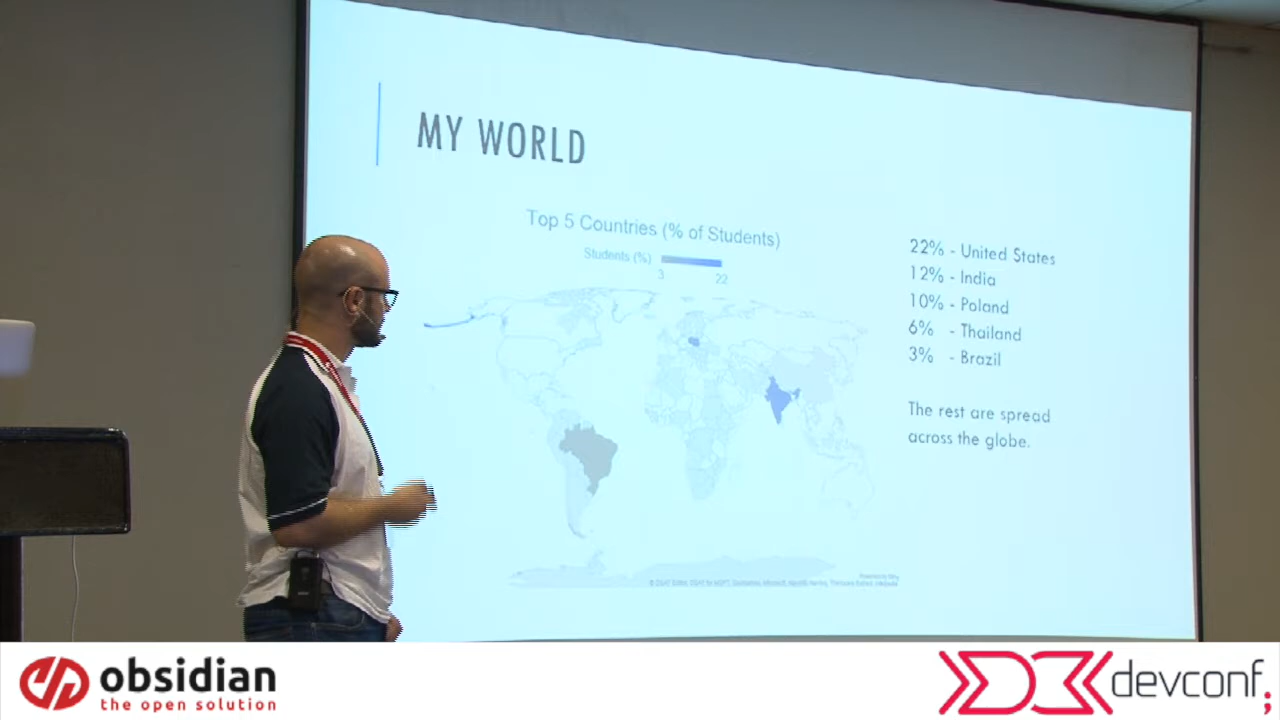 MY WORLD
Top 5 Countries (% of Students)
Students (%)
3 22
22% - United States
12% - India
10% - Poland
6% - Thailand
3% - Brazil
The rest are spread
across the globe.
obsidian
the open solution
devconf;